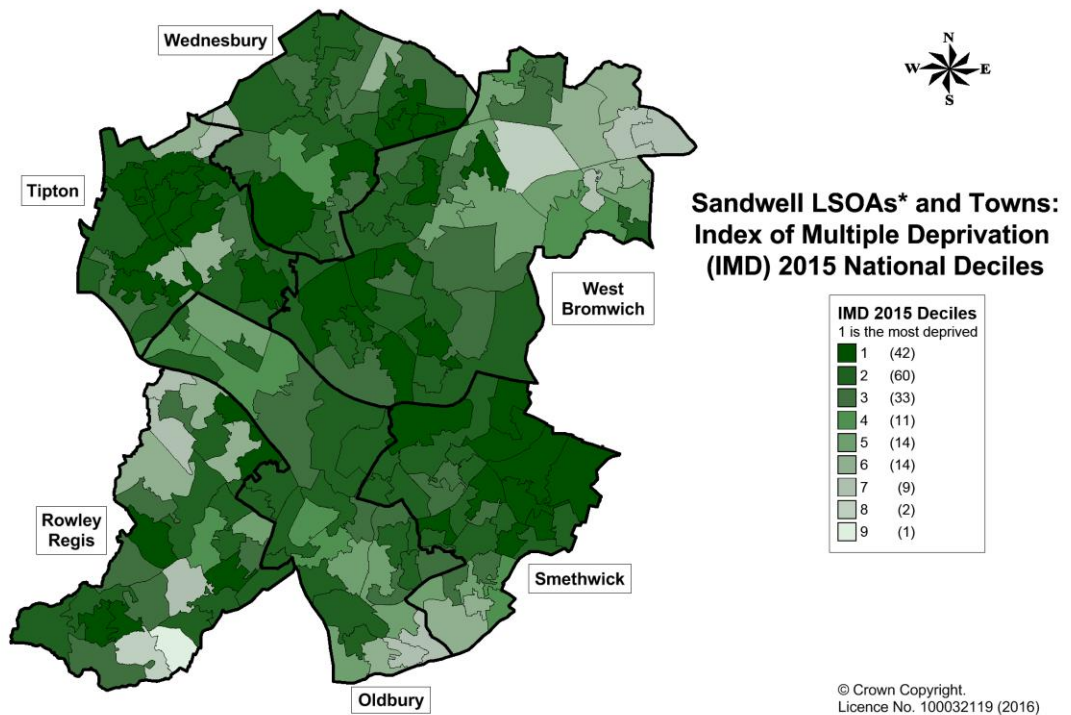 Wednesbury
N
W E
S
Tipton
Sandwell LSOAs* and Towns:
Index of Multiple Deprivation
(IMD) 2015 National Deciles
West
Bromwich
IMD 2015 Deciles
1 is the most deprived
1 (42)
2 (60)
3 (33)
4 (11)
5 (14)
6 (14)
7 (9)
8 (2)
9 (1)
Rowley
Regis
Smethwick
Oldbury
© Crown Copyright.
Licence No. 100032119 (2016)